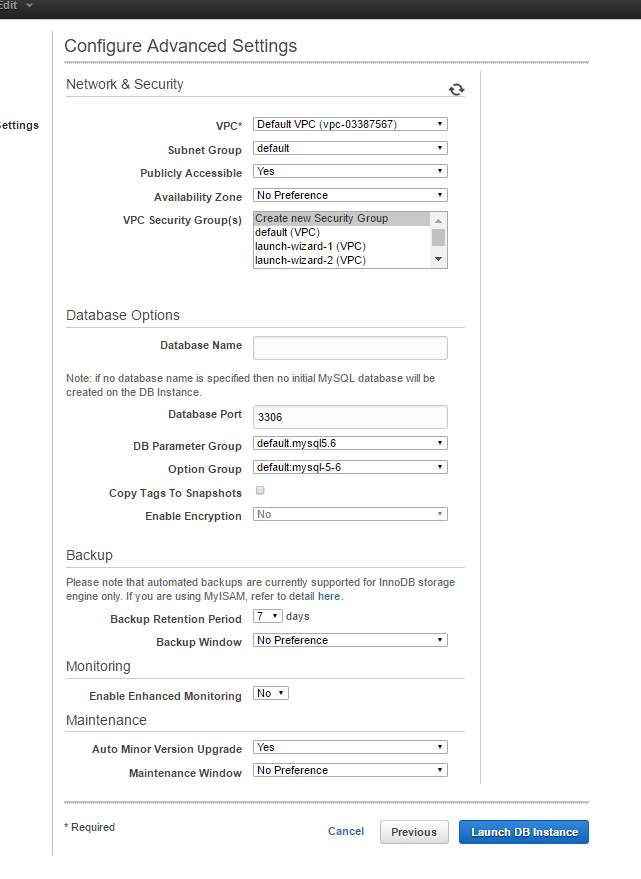 Edit
Configure Advanced Settings
Network & Security
ettings
VPC* Default VPC (vpc-03387567)
Subnet Group default
Publicly Accessible Yes
Availability Zone No Preference
VPC Security Group(s) Create new Security Group
default (VPC)
launch-wizard-1 (VPC)
launch-wizard-2 (VPC)
Database Options
Database Name
Note: if no database name is specified then no initial MySQL database will be
created on the DB Instance.
Database Port 3306
DB Parameter Group default.mysql5.6
Option Group default:mysql-5-6
Copy Tags To Snapshots
Enable Encryption No
Backup
Please note that automated backups are currently supported for InnoDB storage
engine only. If you are using MyISAM, refer to detail here.
Backup Retention Period 7 days
Backup Window No Preference
Monitoring
Enable Enhanced Monitoring No
Maintenance
Auto Minor Version Upgrade Yes
Maintenance Window No Preference
* Required Cancel Previous Launch DB Instance